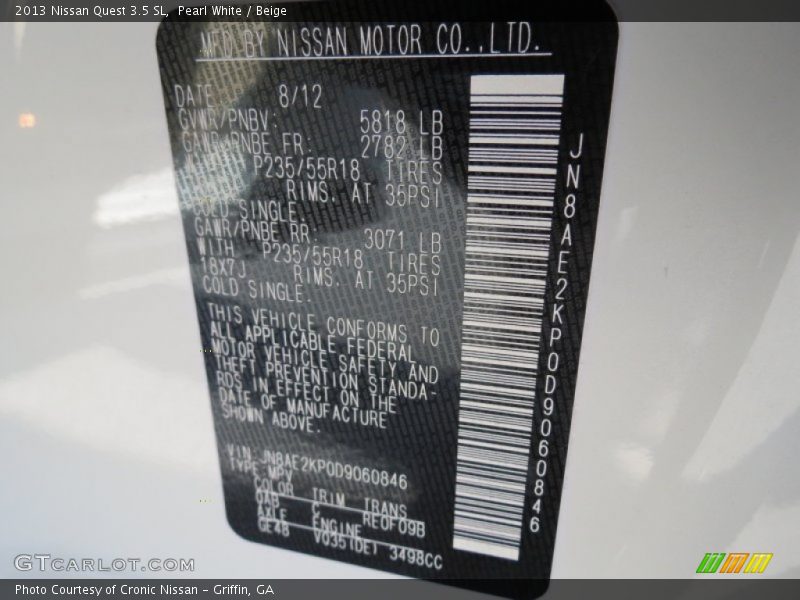 2013 Nissan Quest 3.5 SL, Pearl White / Beige
MFD BY NISSAN MOTOR CO.,LTD.
DATE 8/12
GVWR/PNBV: 5818 LB
GAWR/PNBE FR: 2782 LB
P235/55R18 TIRES
RIMS. AT 35PSI
COLD SINGLE.
GAWR/PNBE RR: 3071 LB
WITH P235/55R18 TIRES
18X7J RIMS. AT 35PSI
COLD SINGLE.
THIS VEHICLE CONFORMS TO
ALL APPLICABLE FEDERAL
MOTOR VEHICLE SAFETY AND
THEFT PREVENTION STANDA-
RDS IN EFFECT ON THE
DATE OF MANUFACTURE
SHOWN ABOVE.
VIN JN8AE2KP0D9060846
TYPE MPV
COLOR TRIM TRANS
QAB C RE0F09B
AXLE ENGINE
GE48 V035(DE) 3498CC
JN8AE2KP0D9060846
GTCARLOT.COM
Photo Courtesy of Cronic Nissan – Griffin, GA